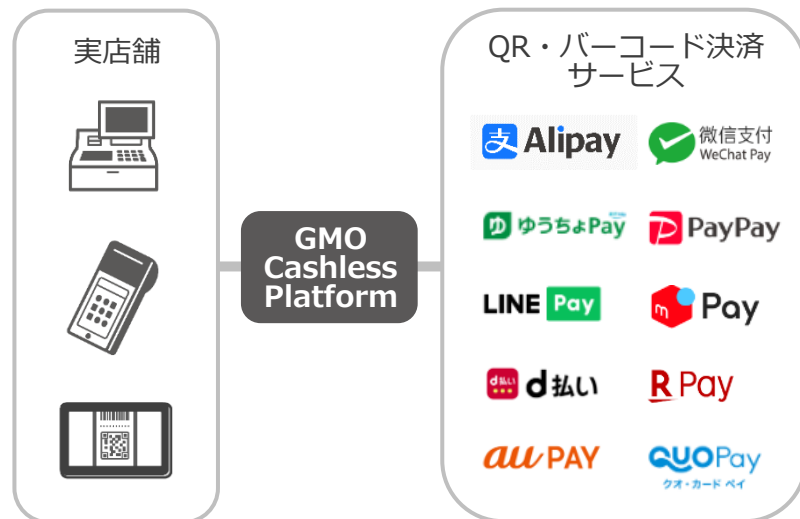 実店舗
QR・バーコード決済
サービス
GMO
Cashless
Platform
支 Alipay
微信支付
WeChat Pay
ゆ ゆうちょPay
PayPay
LINE Pay
m Pay
d払い d払い
R Pay
au PAY
QUOPay
クオ・カード ペイ